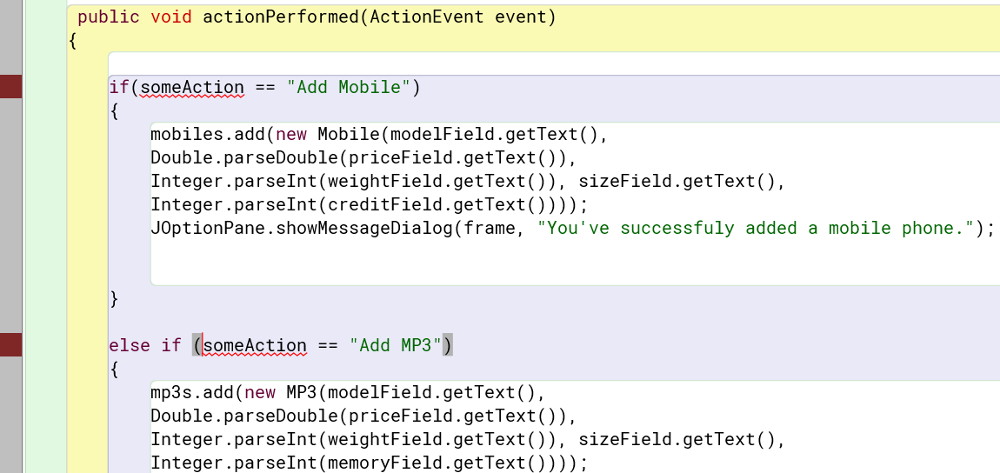 public void actionPerformed(ActionEvent event)
{
if(someAction == "Add Mobile")
{
mobiles.add(new Mobile(modelField.getText(),
Double.parseDouble(priceField.getText()),
Integer.parseInt(weightField.getText()), sizeField.getText(),
Integer.parseInt(creditField.getText())));
JOptionPane.showMessageDialog(frame, "You've successfuly added a mobile phone.");
}
else if (someAction == "Add MP3")
{
mp3s.add(new MP3(modelField.getText(),
Double.parseDouble(priceField.getText()),
Integer.parseInt(weightField.getText()), sizeField.getText(),
Integer.parseInt(memoryField.getText())));